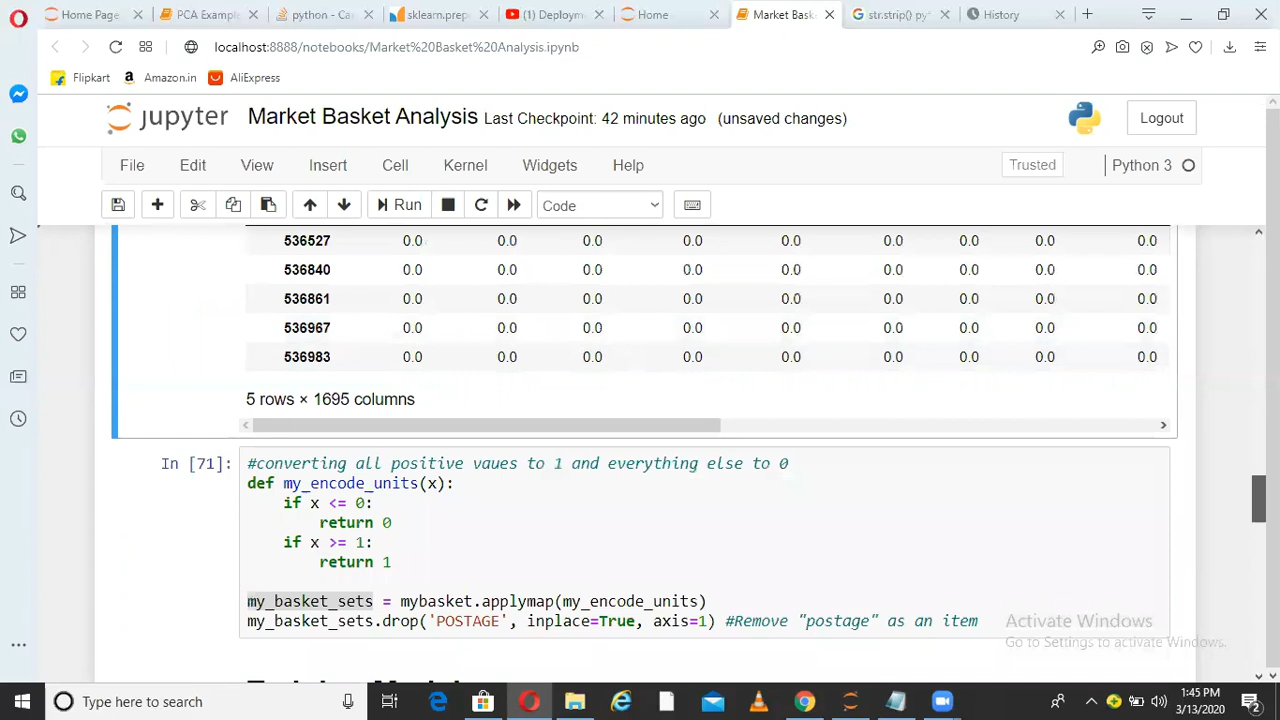 Home Page
PCA Example
python - Ca
sklearn.prep
(1) Deploym
Home
Market Bask
str.strip() py
History
localhost:8888/notebooks/Market%20Basket%20Analysis.ipynb
Flipkart
Amazon.in
AliExpress
jupyter
Market Basket Analysis Last Checkpoint: 42 minutes ago (unsaved changes)
Logout
File Edit View Insert Cell Kernel Widgets Help
Trusted
Python 3
Run
Code
536527 0.0 0.0 0.0 0.0 0.0 0.0 0.0 0.0 0.0
536840 0.0 0.0 0.0 0.0 0.0 0.0 0.0 0.0 0.0
536861 0.0 0.0 0.0 0.0 0.0 0.0 0.0 0.0 0.0
536967 0.0 0.0 0.0 0.0 0.0 0.0 0.0 0.0 0.0
536983 0.0 0.0 0.0 0.0 0.0 0.0 0.0 0.0 0.0
5 rows × 1695 columns
In [71]:
#converting all positive vaues to 1 and everything else to 0
def my_encode_units(x):
if x <= 0:
return 0
if x >= 1:
return 1
my_basket_sets = mybasket.applymap(my_encode_units)
my_basket_sets.drop('POSTAGE', inplace=True, axis=1) #Remove "postage" as an item
Activate Windows
Go to Settings to activate Windows.
Type here to search
1:45 PM
3/13/2020
2